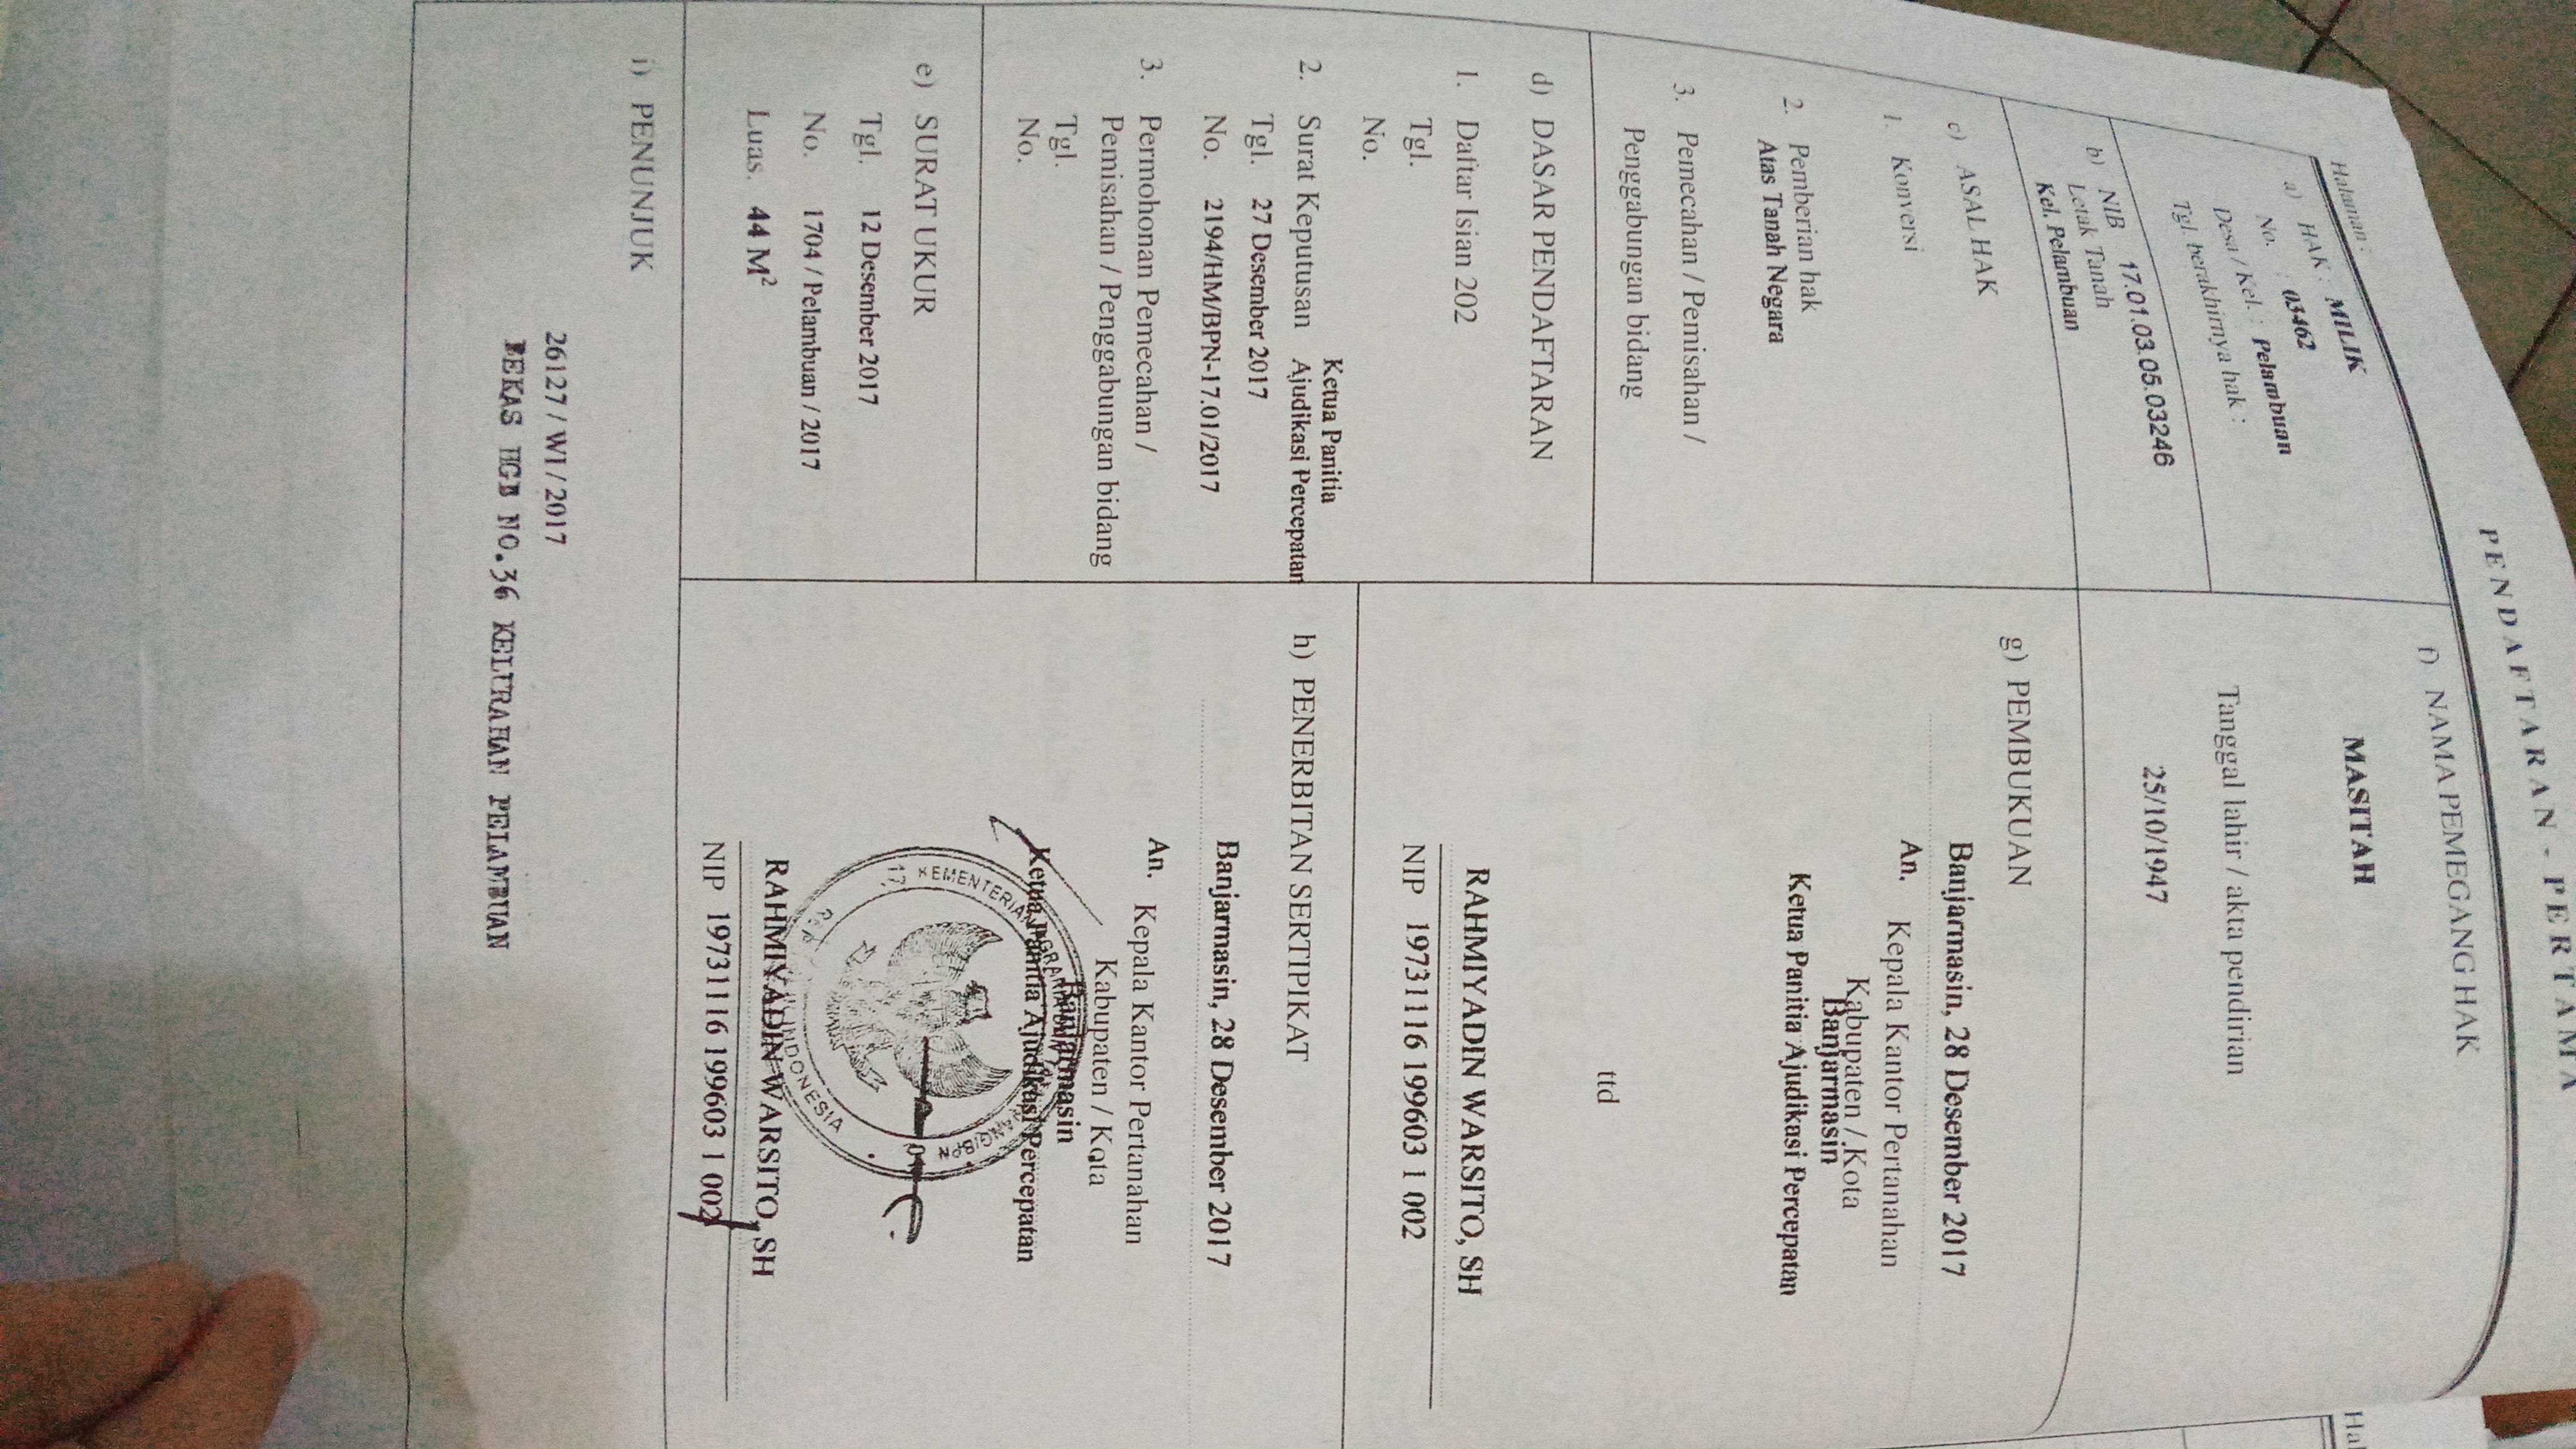 PENDAFTARAN - PERTAMA
Halaman :
a) HAK : MILIK
No. : 03462
Desa / Kel. : Pelambuan
Tgl. berakhirnya hak :
b) NIB 17.01.03.05.03246
Letak Tanah
Kel. Pelambuan
c) ASAL HAK
1. Konversi
2. Pemberian hak
Atas Tanah Negara
3. Pemecahan / Pemisahan /
Penggabungan bidang
d) DASAR PENDAFTARAN
1. Daftar Isian 202
Tgl.
No.
Ketua Panitia
2. Surat Keputusan Ajudikasi Percepatan
Tgl. 27 Desember 2017
No. 2194/HM/BPN-17.01/2017
3. Permohonan Pemecahan /
Pemisahan / Penggabungan bidang
Tgl.
No.
e) SURAT UKUR
Tgl. 12 Desember 2017
No. 1704 / Pelambuan / 2017
Luas. 44 M²
f) NAMA PEMEGANG HAK
MASITAH
Tanggal lahir / akta pendirian
25/10/1947
g) PEMBUKUAN
Banjarmasin, 28 Desember 2017
An. Kepala Kantor Pertanahan
Kabupaten / Kota
Banjarmasin
Ketua Panitia Ajudikasi Percepatan
ttd
RAHMIYADIN WARSITO, SH
NIP 19731116 199603 1 002
h) PENERBITAN SERTIPIKAT
Banjarmasin, 28 Desember 2017
An. Kepala Kantor Pertanahan
Kabupaten / Kota
Banjarmasin
Ketua Panitia Ajudikasi Percepatan
KEMENTERIAN AGRARIA
INDONESIA
RAHMIYADIN WARSITO, SH
NIP 19731116 199603 1 002
i) PENUNJUK
26127 / WI / 2017
BEKAS HGB NO.36 KELURAHAN PELAMBUAN
Ha